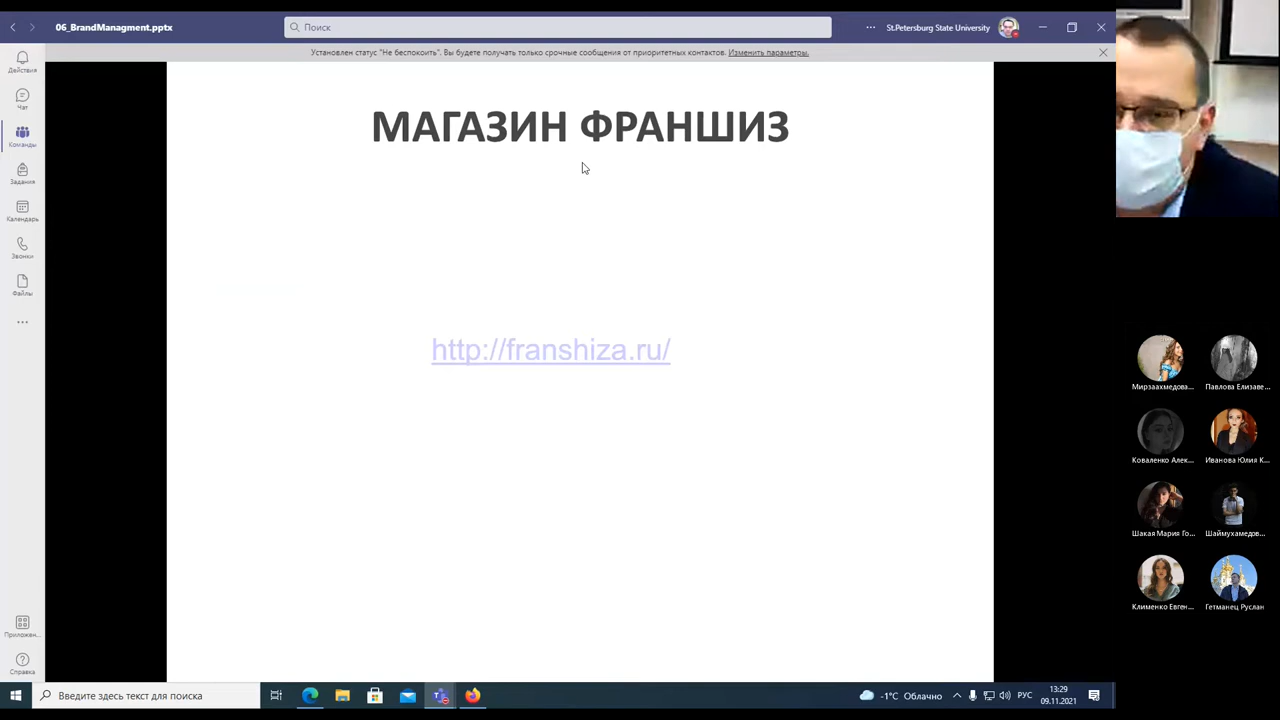 06_BrandManagment.pptx
Поиск
St.Petersburg State University
Установлен статус "Не беспокоить". Вы будете получать только срочные сообщения от приоритетных контактов. Изменить параметры.
Действия
Чат
Команды
Задания
Календарь
Звонки
Файлы
МАГАЗИН ФРАНШИЗ
http://franshiza.ru/
Мирзаахмедова...
Павлова Елизаве...
Коваленко Алек...
Иванова Юлия К...
Шакая Мария Го...
Шаймухамедов...
Клименко Евген...
Гетманец Руслан
Приложен...
Справка
Введите здесь текст для поиска
-1°C Облачно
РУС
13:29
09.11.2021